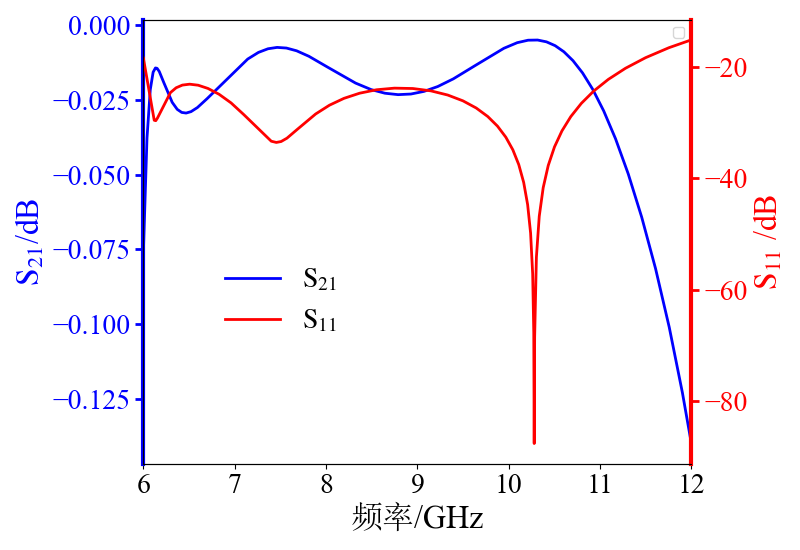 0.000
−0.025
−0.050
−0.075
−0.100
−0.125
S₂₁/dB
−20
−40
−60
−80
S₁₁ /dB
S₂₁
S₁₁
6 7 8 9 10 11 12
频率/GHz